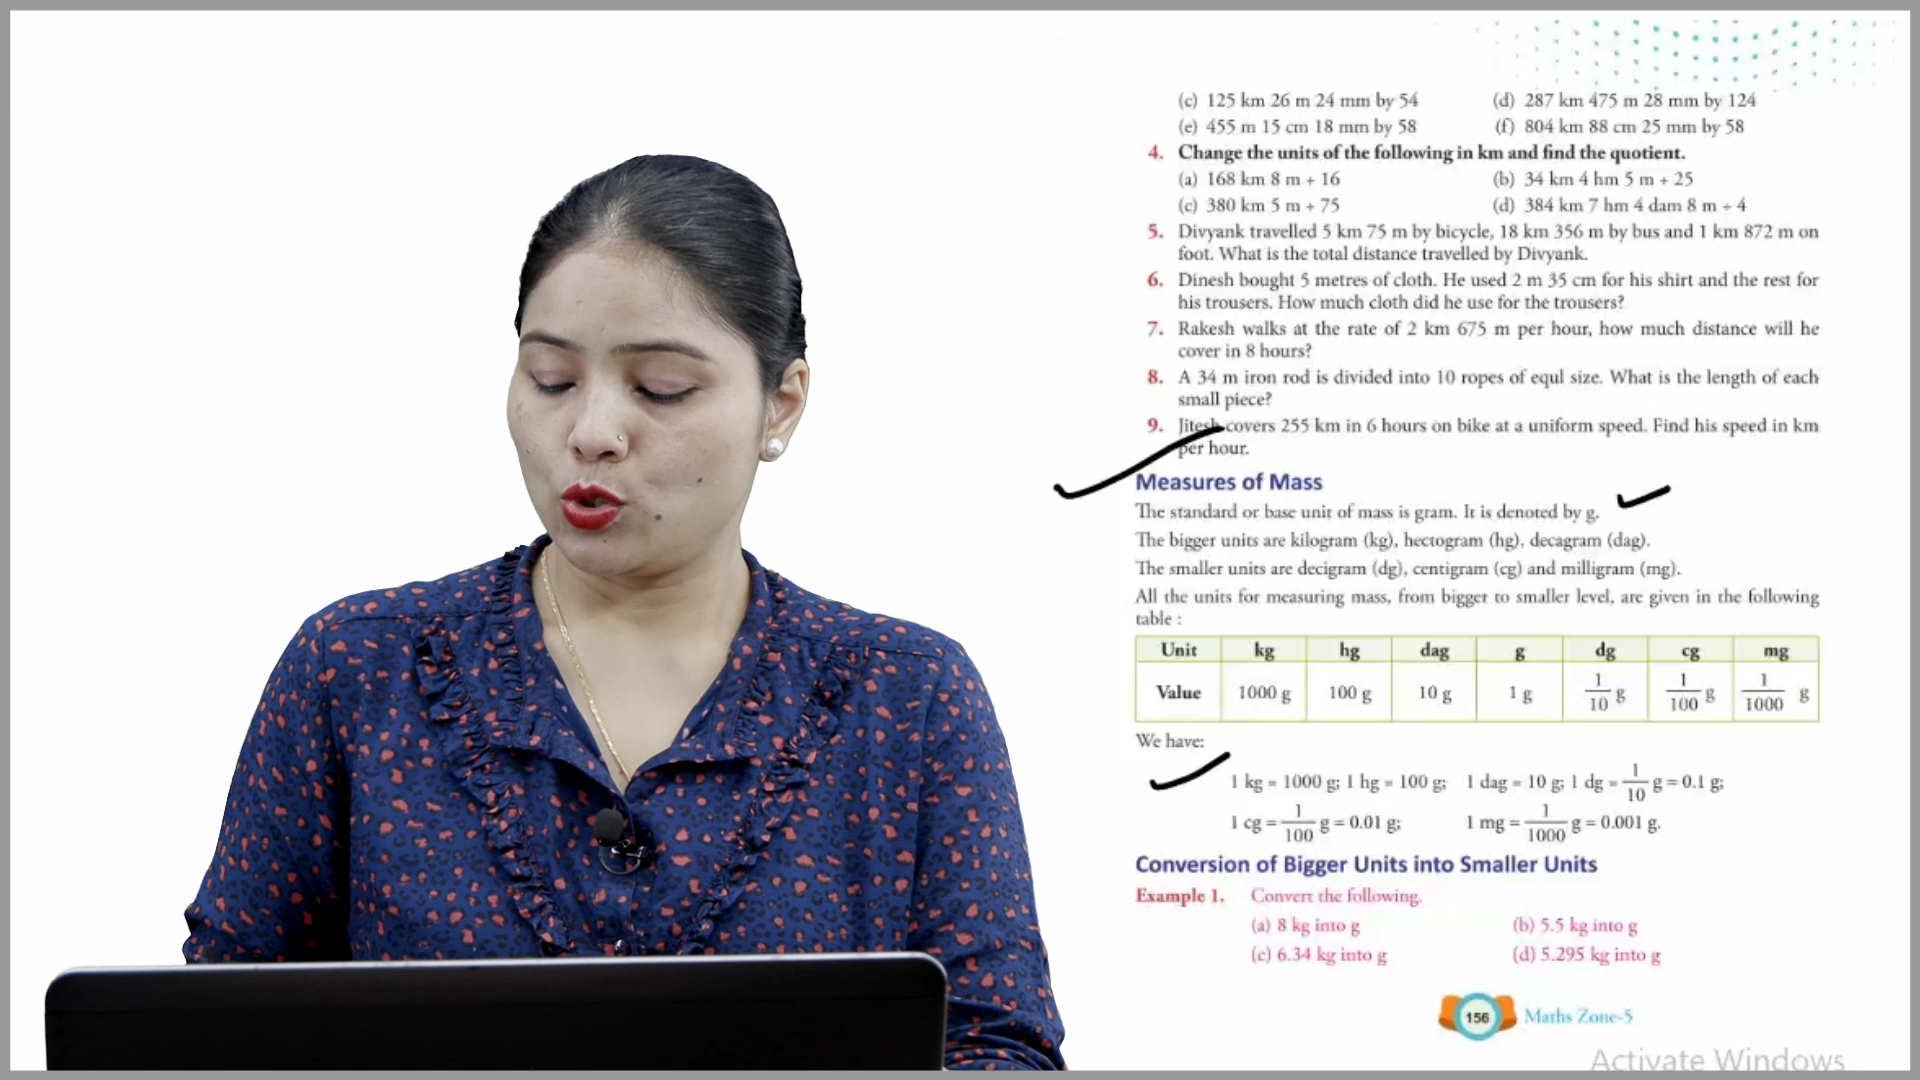 (c) 125 km 26 m 24 mm by 54 (d) 287 km 475 m 28 mm by 124
(e) 455 m 15 cm 18 mm by 58 (f) 804 km 88 cm 25 mm by 58
4. Change the units of the following in km and find the quotient.
(a) 168 km 8 m ÷ 16 (b) 34 km 4 hm 5 m ÷ 25
(c) 380 km 5 m ÷ 75 (d) 384 km 7 hm 4 dam 8 m ÷ 4
5. Divyank travelled 5 km 75 m by bicycle, 18 km 356 m by bus and 1 km 872 m on
foot. What is the total distance travelled by Divyank.
6. Dinesh bought 5 metres of cloth. He used 2 m 35 cm for his shirt and the rest for
his trousers. How much cloth did he use for the trousers?
7. Rakesh walks at the rate of 2 km 675 m per hour, how much distance will he
cover in 8 hours?
8. A 34 m iron rod is divided into 10 ropes of equl size. What is the length of each
small piece?
9. Jitesh covers 255 km in 6 hours on bike at a uniform speed. Find his speed in km
per hour.
Measures of Mass
The standard or base unit of mass is gram. It is denoted by g.
The bigger units are kilogram (kg), hectogram (hg), decagram (dag).
The smaller units are decigram (dg), centigram (cg) and milligram (mg).
All the units for measuring mass, from bigger to smaller level, are given in the following
table :
Unit kg hg dag g dg cg mg
Value 1000 g 100 g 10 g 1 g 1/10 g 1/100 g 1/1000 g
We have:
1 kg = 1000 g; 1 hg = 100 g; 1 dag = 10 g; 1 dg = 1/10 g = 0.1 g;
1 cg = 1/100 g = 0.01 g; 1 mg = 1/1000 g = 0.001 g.
Conversion of Bigger Units into Smaller Units
Example 1. Convert the following.
(a) 8 kg into g (b) 5.5 kg into g
(c) 6.34 kg into g (d) 5.295 kg into g
156 Maths Zone-5
Activate Windows